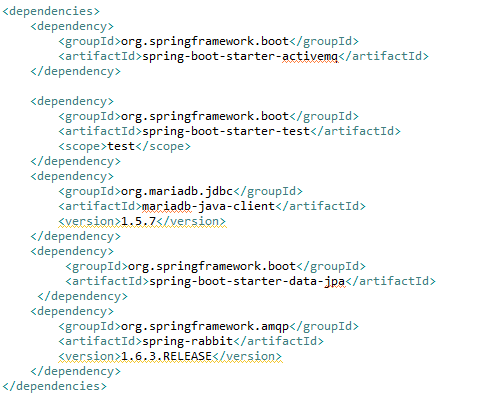 <dependencies>
    <dependency>
        <groupId>org.springframework.boot</groupId>
        <artifactId>spring-boot-starter-activemq</artifactId>
    </dependency>

    <dependency>
        <groupId>org.springframework.boot</groupId>
        <artifactId>spring-boot-starter-test</artifactId>
        <scope>test</scope>
    </dependency>
    <dependency>
        <groupId>org.mariadb.jdbc</groupId>
        <artifactId>mariadb-java-client</artifactId>
        <version>1.5.7</version>
    </dependency>
    <dependency>
         <groupId>org.springframework.boot</groupId>
         <artifactId>spring-boot-starter-data-jpa</artifactId>
     </dependency>
    <dependency>
        <groupId>org.springframework.amqp</groupId>
        <artifactId>spring-rabbit</artifactId>
        <version>1.6.3.RELEASE</version>
    </dependency>
</dependencies>